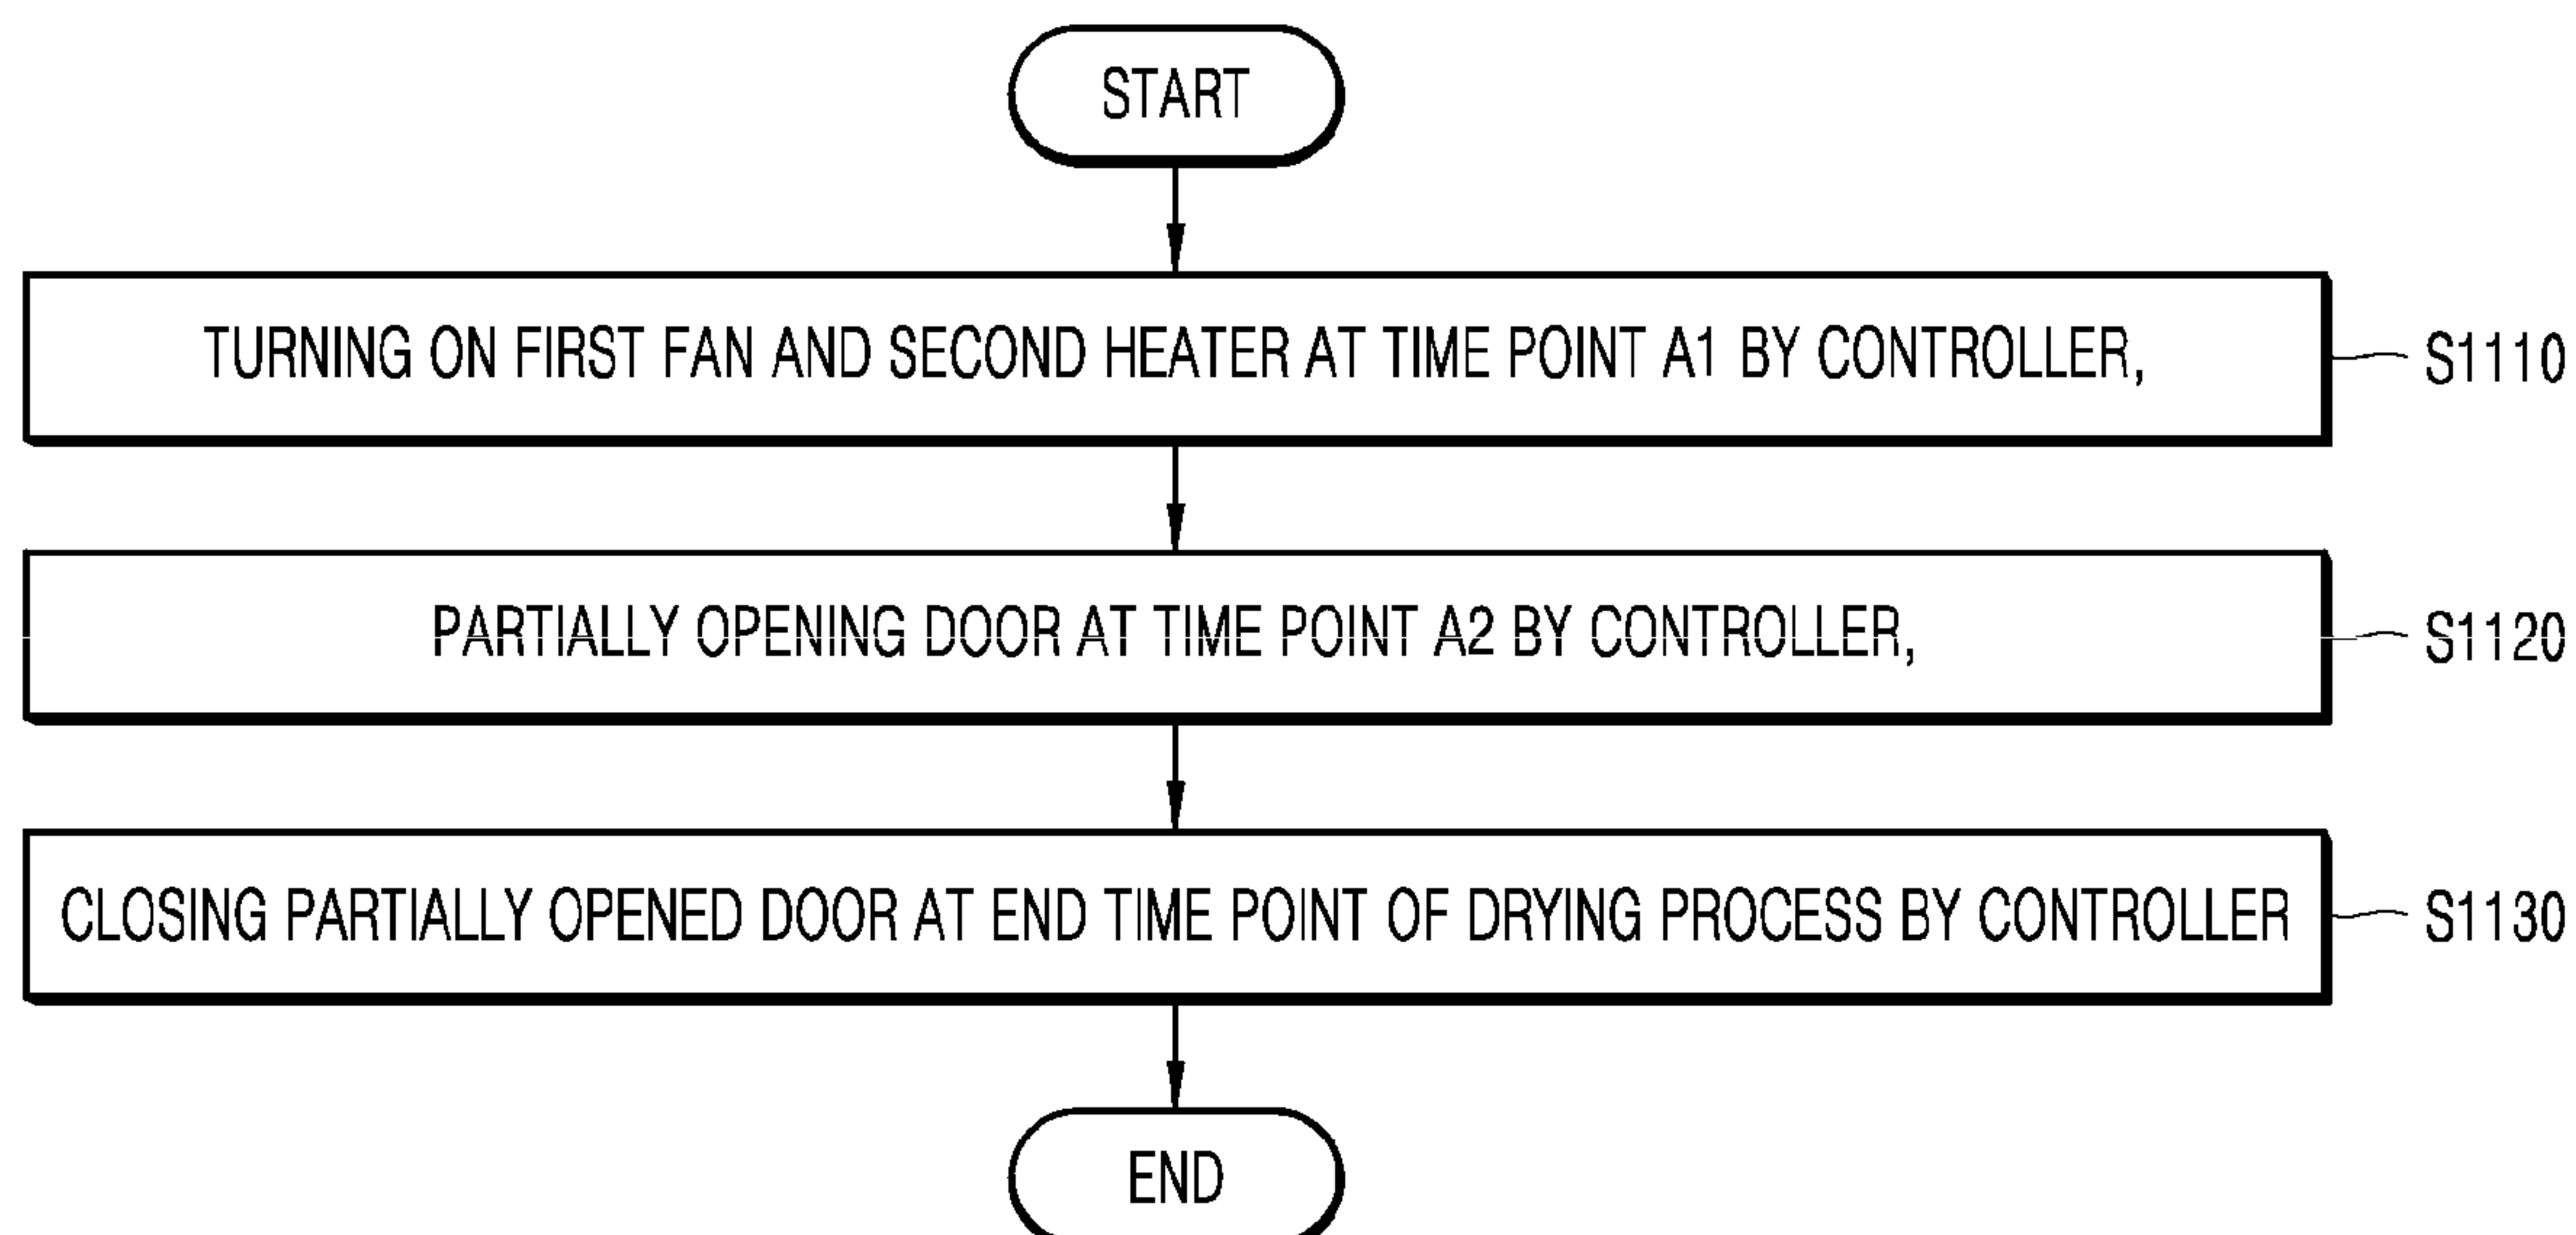 START
TURNING ON FIRST FAN AND SECOND HEATER AT TIME POINT A1 BY CONTROLLER,
S1110
PARTIALLY OPENING DOOR AT TIME POINT A2 BY CONTROLLER,
S1120
CLOSING PARTIALLY OPENED DOOR AT END TIME POINT OF DRYING PROCESS BY CONTROLLER
S1130
END